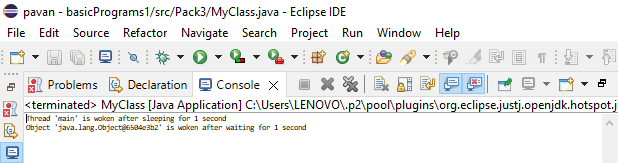 pavan - basicPrograms1/src/Pack3/MyClass.java - Eclipse IDE
File Edit Source Refactor Navigate Search Project Run Window Help
Problems Declaration Console
<terminated> MyClass [Java Application] C:\Users\LENOVO\.p2\pool\plugins\org.eclipse.justj.openjdk.hotspot.j
Thread 'main' is woken after sleeping for 1 second
Object 'java.lang.Object@6504e3b2' is woken after waiting for 1 second